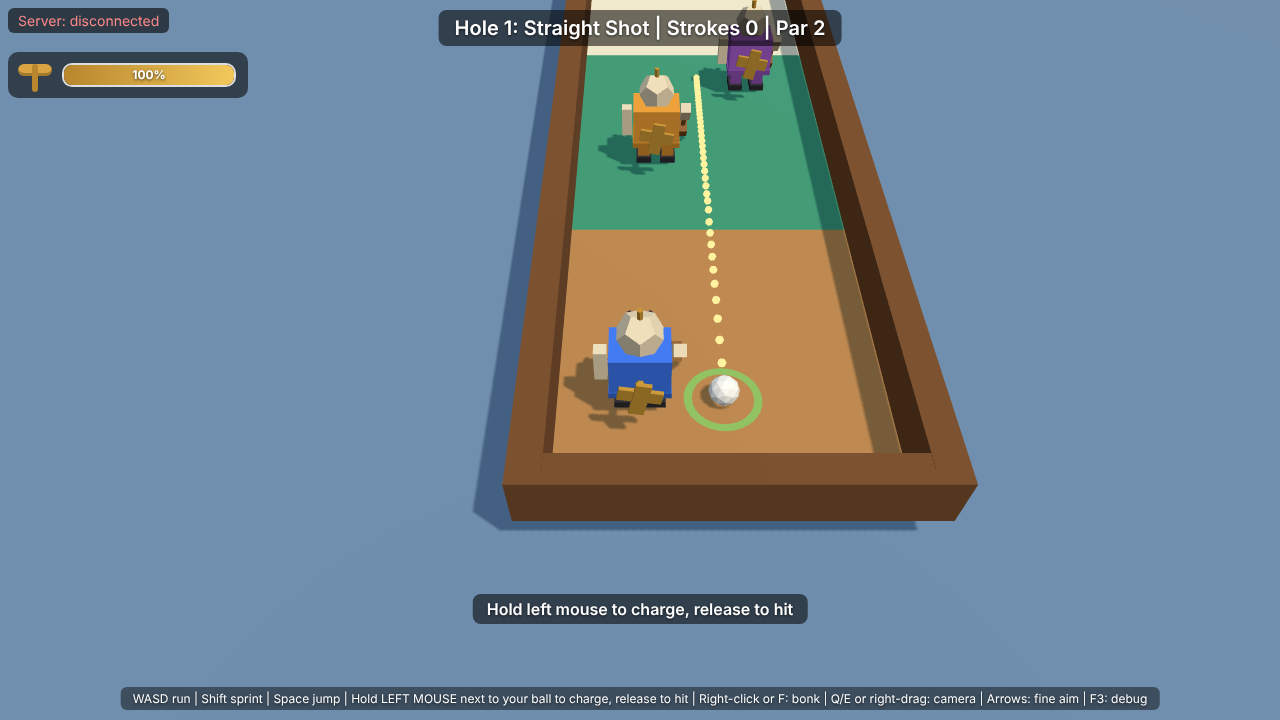 Server: disconnected
Hole 1: Straight Shot | Strokes 0 | Par 2
100%
Hold left mouse to charge, release to hit
WASD run | Shift sprint | Space jump | Hold LEFT MOUSE next to your ball to charge, release to hit | Right-click or F: bonk | Q/E or right-drag: camera | Arrows: fine aim | F3: debug